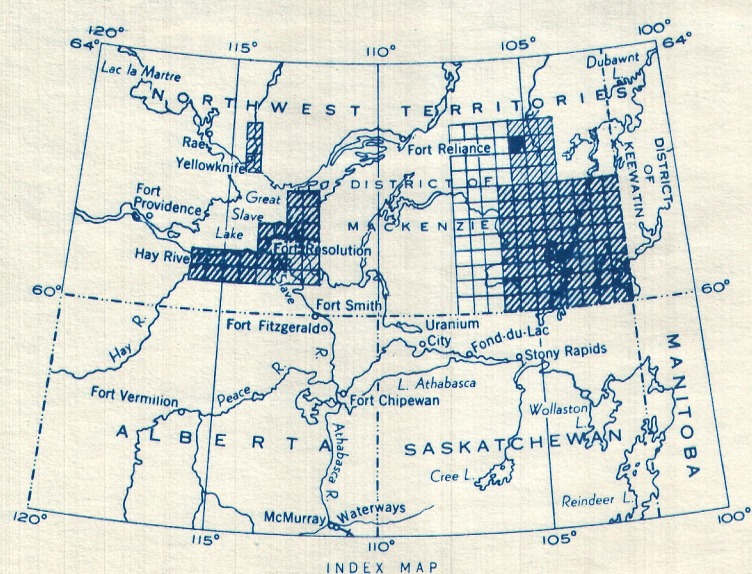 120°
115°
110°
105°
100°
64°
64°
Lac la Martre
Dubawnt
L.
NORTHWEST TERRITORIES
Rae
Yellowknife
Fort Reliance
DISTRICT OF
MACKENZIE
DISTRICT
OF
KEEWATIN
Fort
Providence
Great
Slave
Lake
Fort Resolution
Hay River
Slave
60°
60°
Fort Smith
Fort Fitzgerald
R.
Uranium
City
Fond-du-Lac
Stony Rapids
Hay
R.
Peace
R.
Fort Vermilion
L. Athabasca
Fort Chipewan
Wollaston
L.
MANITOBA
ALBERTA
SASKATCHEWAN
Athabasca R.
Cree L.
Reindeer L.
McMurray
Waterways
120°
115°
110°
105°
100°
INDEX MAP